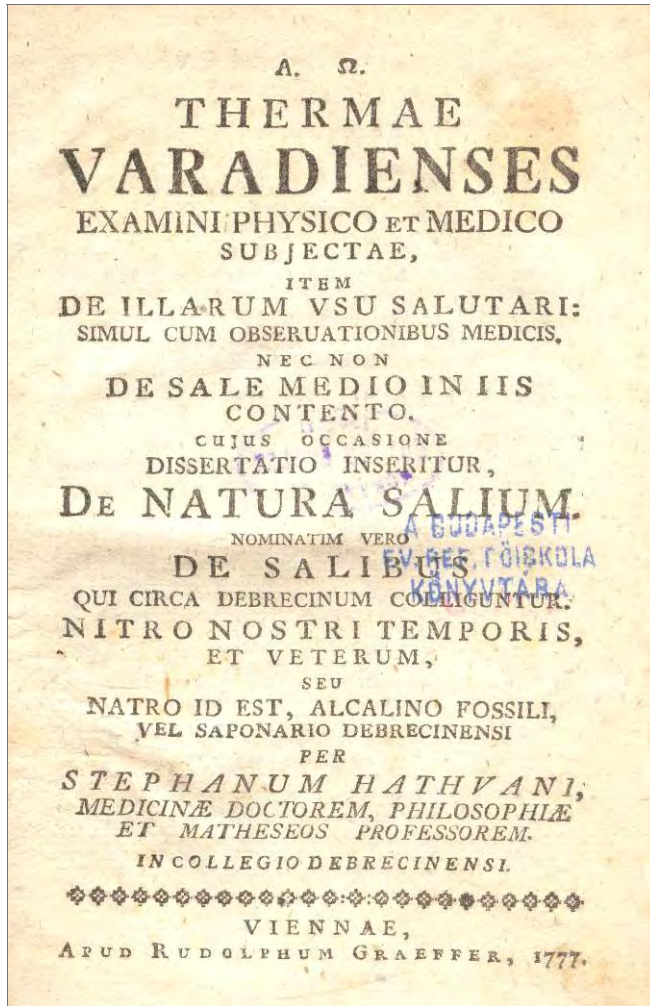 A. Ω.
THERMAE
VARADIENSES
EXAMINI PHYSICO ET MEDICO
SUBJECTAE,
ITEM
DE ILLARUM VSU SALUTARI:
SIMUL CUM OBSERUATIONIBUS MEDICIS.
NEC NON
DE SALE MEDIO IN IIS
CONTENTO.
CUJUS OCCASIONE
DISSERTATIO INSERITUR,
DE NATURA SALIUM.
NOMINATIM VERO
A BUDAPESTI
DE SALIBUS
EV. REF. FŐISKOLA
KÖNYVTÁRA
QUI CIRCA DEBRECINUM COLLIGUNTUR.
NITRO NOSTRI TEMPORIS,
ET VETERUM,
SEU
NATRO ID EST, ALCALINO FOSSILI,
VEL SAPONARIO DEBRECINENSI
PER
STEPHANUM HATHVANI,
MEDICINÆ DOCTOREM, PHILOSOPHIÆ
ET MATHESEOS PROFESSOREM.
IN COLLEGIO DEBRECINENSI.
VIENNAE,
APUD RUDOLPHUM GRAEFFER, 1777.